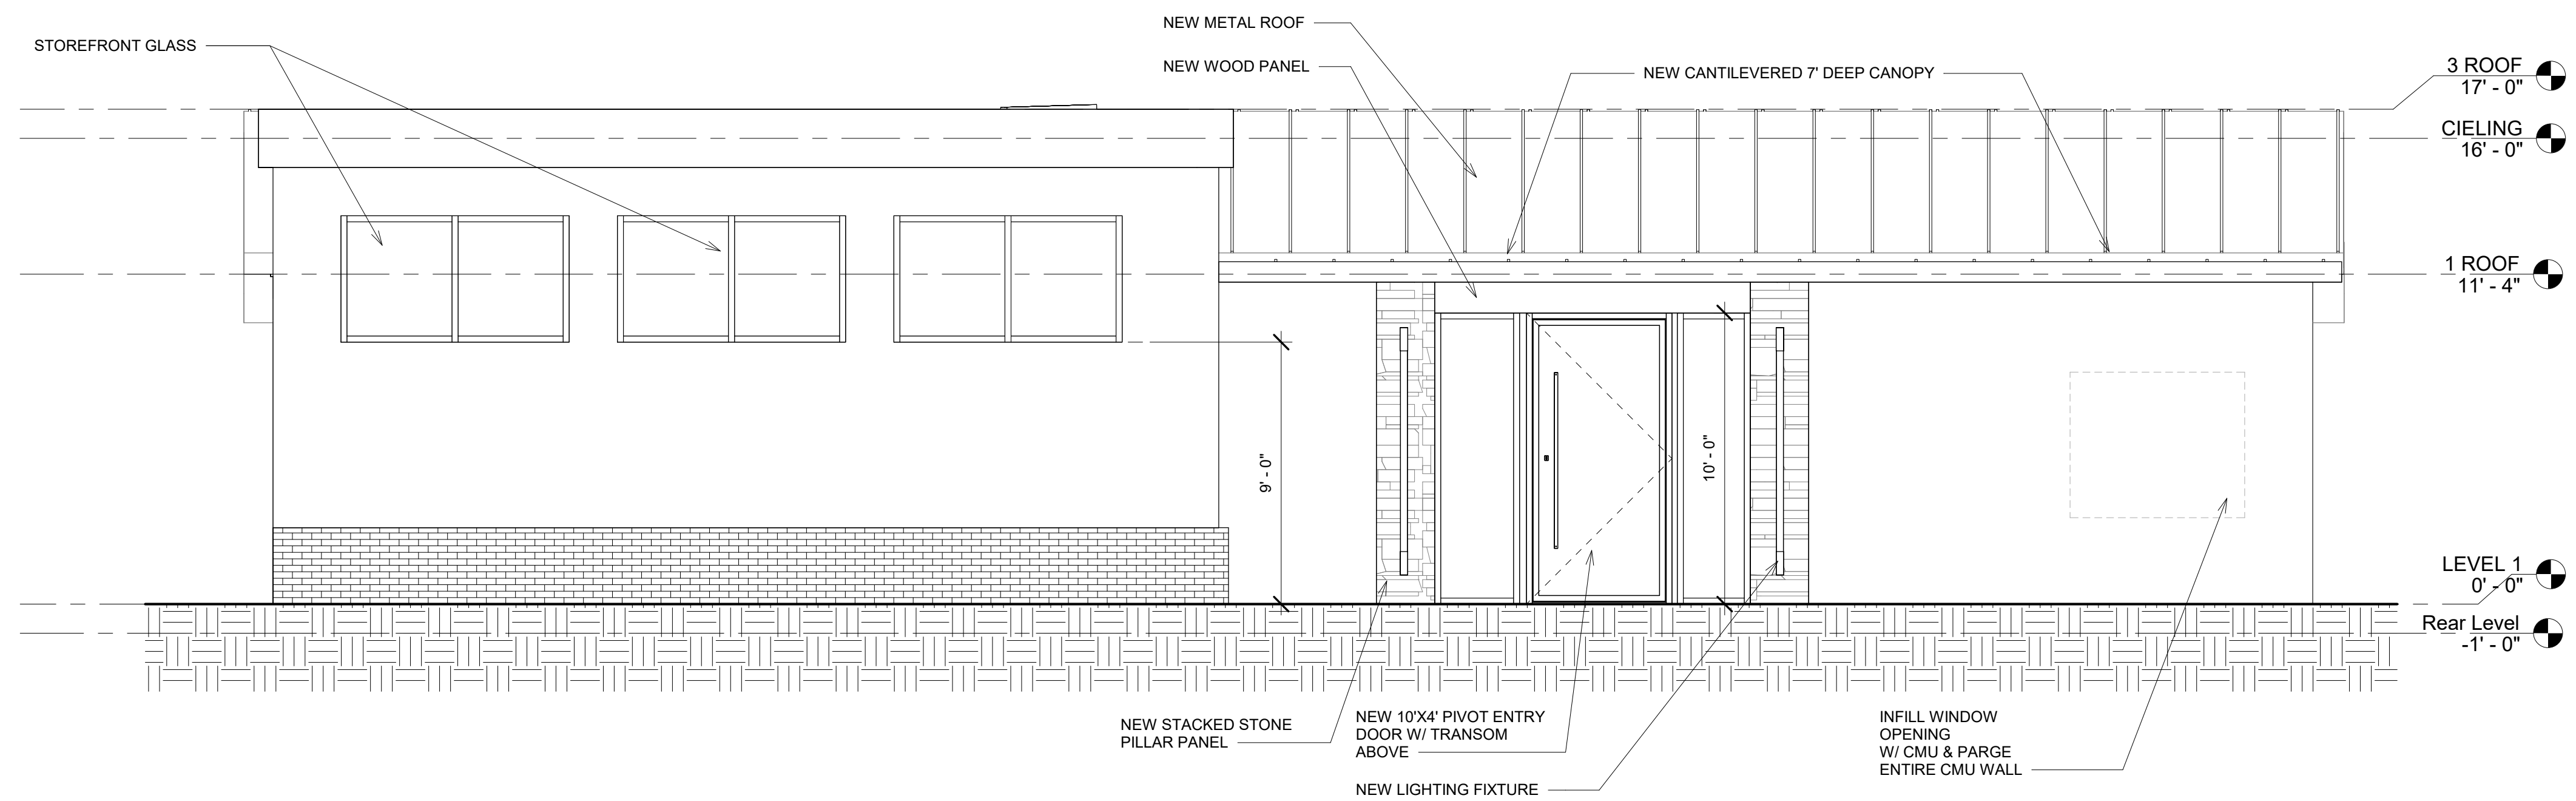 NEW METAL ROOF
STOREFRONT GLASS
NEW WOOD PANEL
NEW CANTILEVERED 7' DEEP CANOPY
3 ROOF
17' - 0"
CIELING
16' - 0"
1 ROOF
11' - 4"
9' - 0"
10' - 0"
LEVEL 1
0' - 0"
Rear Level
-1' - 0"
NEW STACKED STONE
PILLAR PANEL
NEW 10'X4' PIVOT ENTRY
DOOR W/ TRANSOM
ABOVE
NEW LIGHTING FIXTURE
INFILL WINDOW
OPENING
W/ CMU & PARGE
ENTIRE CMU WALL